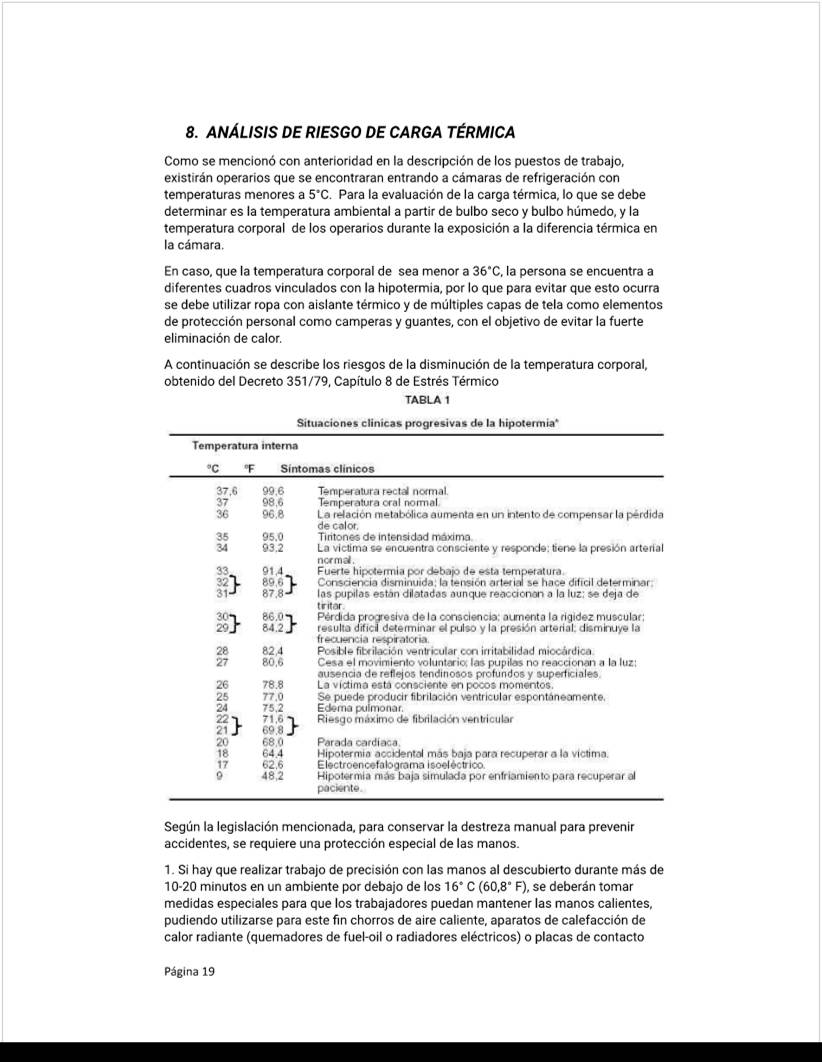 8. ANÁLISIS DE RIESGO DE CARGA TÉRMICA
Como se mencionó con anterioridad en la descripción de los puestos de trabajo,
existirán operarios que se encontraran entrando a cámaras de refrigeración con
temperaturas menores a 5°C. Para la evaluación de la carga térmica, lo que se debe
determinar es la temperatura ambiental a partir de bulbo seco y bulbo húmedo, y la
temperatura corporal de los operarios durante la exposición a la diferencia térmica en
la cámara.
En caso, que la temperatura corporal de sea menor a 36°C, la persona se encuentra a
diferentes cuadros vinculados con la hipotermia, por lo que para evitar que esto ocurra
se debe utilizar ropa con aislante térmico y de múltiples capas de tela como elementos
de protección personal como camperas y guantes, con el objetivo de evitar la fuerte
eliminación de calor.
A continuación se describe los riesgos de la disminución de la temperatura corporal,
obtenido del Decreto 351/79, Capítulo 8 de Estrés Térmico
TABLA 1
Situaciones clínicas progresivas de la hipotermia*
Temperatura interna
°C °F Síntomas clínicos
37,6 99,6 Temperatura rectal normal.
37 98,6 Temperatura oral normal.
36 96,8 La relación metabólica aumenta en un intento de compensar la pérdida
de calor.
35 95,0 Tiritones de intensidad máxima.
34 93,2 La víctima se encuentra consciente y responde; tiene la presión arterial
normal.
33 91,4 Fuerte hipotermia por debajo de esta temperatura.
32 89,6 Consciencia disminuida; la tensión arterial se hace difícil determinar;
31 87,8 las pupilas están dilatadas aunque reaccionan a la luz; se deja de
tiritar.
30 86,0 Pérdida progresiva de la consciencia; aumenta la rigidez muscular;
29 84,2 resulta difícil determinar el pulso y la presión arterial; disminuye la
frecuencia respiratoria.
28 82,4 Posible fibrilación ventricular con irritabilidad miocárdica.
27 80,6 Cesa el movimiento voluntario; las pupilas no reaccionan a la luz;
ausencia de reflejos tendinosos profundos y superficiales.
26 78,8 La víctima está consciente en pocos momentos.
25 77,0 Se puede producir fibrilación ventricular espontáneamente.
24 75,2 Edema pulmonar.
22 71,6 Riesgo máximo de fibrilación ventricular
21 69,8
20 68,0 Parada cardiaca.
18 64,4 Hipotermia accidental más baja para recuperar a la víctima.
17 62,6 Electroencefalograma isoeléctrico.
9 48,2 Hipotermia más baja simulada por enfriamiento para recuperar al
paciente.
Según la legislación mencionada, para conservar la destreza manual para prevenir
accidentes, se requiere una protección especial de las manos.
1. Si hay que realizar trabajo de precisión con las manos al descubierto durante más de
10-20 minutos en un ambiente por debajo de los 16° C (60,8° F), se deberán tomar
medidas especiales para que los trabajadores puedan mantener las manos calientes,
pudiendo utilizarse para este fin chorros de aire caliente, aparatos de calefacción de
calor radiante (quemadores de fuel-oil o radiadores eléctricos) o placas de contacto
Página 19